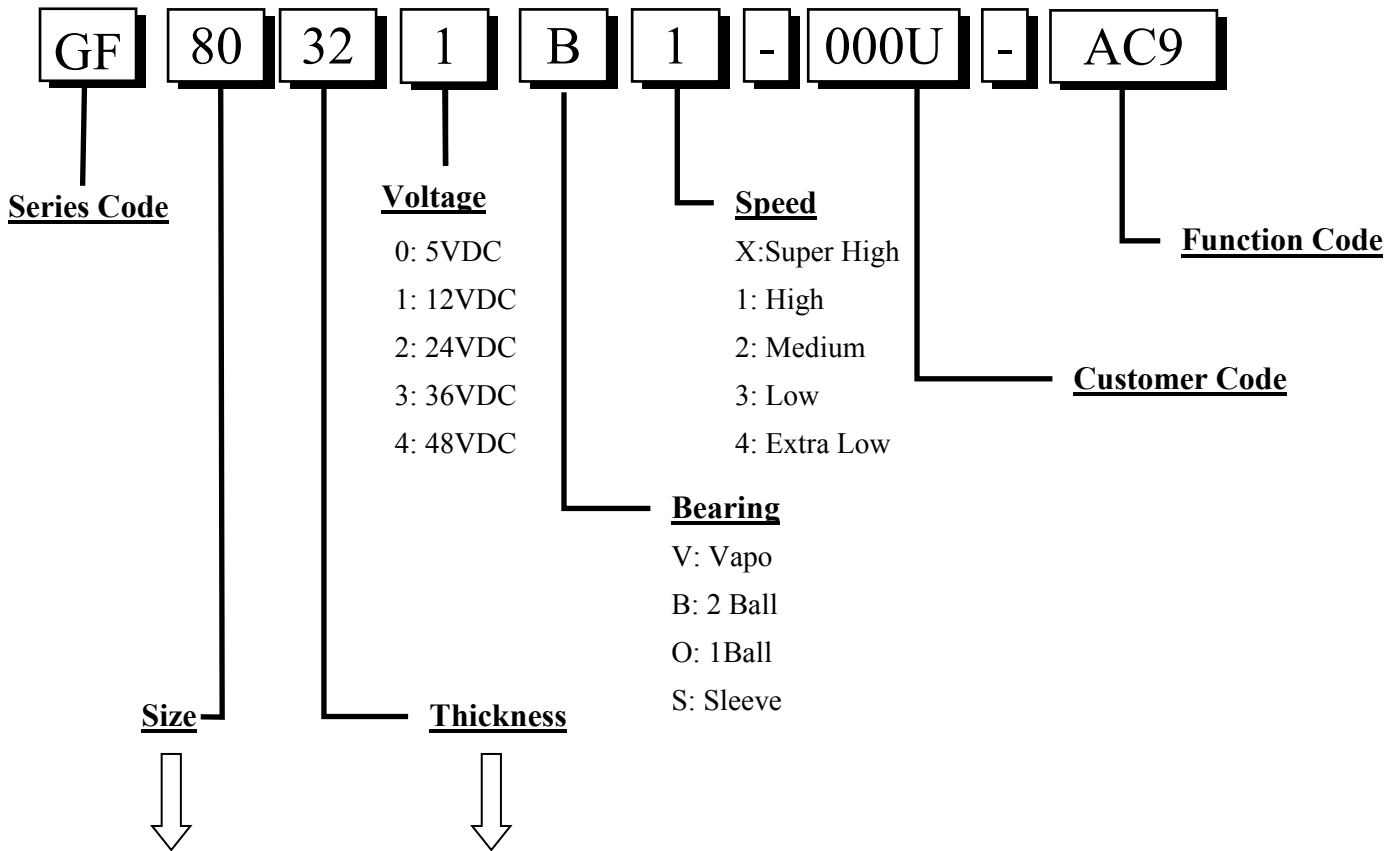 GF 80 32 1 B 1 - 000U - AC9
Series Code
Voltage
0: 5VDC
1: 12VDC
2: 24VDC
3: 36VDC
4: 48VDC
Speed
X:Super High
1: High
2: Medium
3: Low
4: Extra Low
Function Code
Customer Code
Bearing
V: Vapo
B: 2 Ball
O: 1Ball
S: Sleeve
Size
Thickness